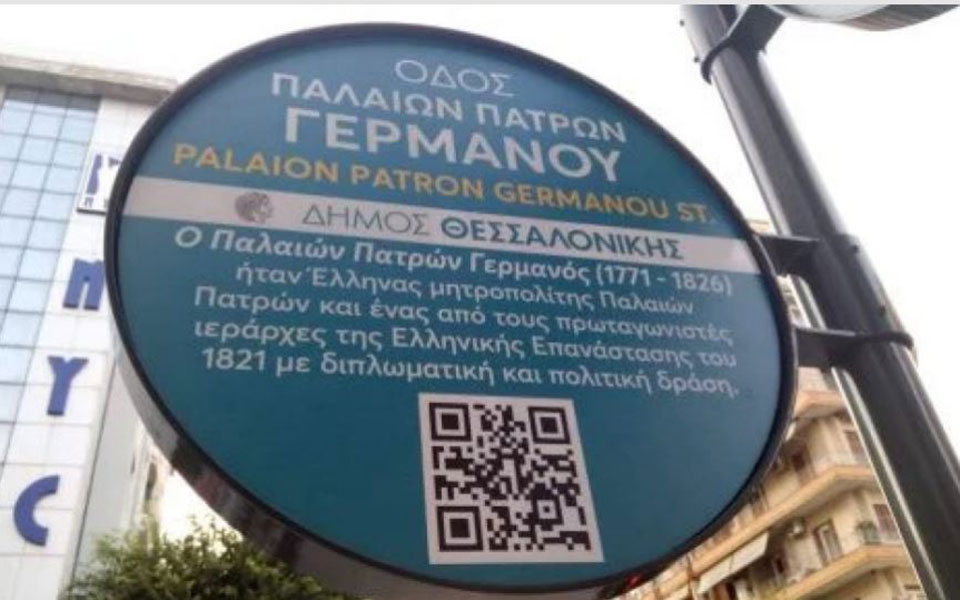 ΟΔΟΣ
ΠΑΛΑΙΩΝ ΠΑΤΡΩΝ
ΓΕΡΜΑΝΟΥ
PALAION PATRON GERMANOU ST.
ΔΗΜΟΣ ΘΕΣΣΑΛΟΝΙΚΗΣ
Ο Παλαιών Πατρών Γερμανός (1771 - 1826)
ήταν Έλληνας μητροπολίτης Παλαιών
Πατρών και ένας από τους πρωταγωνιστές
ιεράρχες της Ελληνικής Επανάστασης του
1821 με διπλωματική και πολιτική δράση.